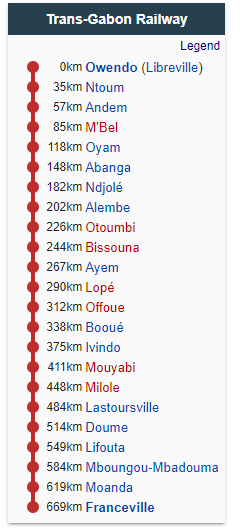 Trans-Gabon Railway
Legend
0km Owendo (Libreville)
35km Ntoum
57km Andem
85km M'Bel
118km Oyam
148km Abanga
182km Ndjolé
202km Alembe
226km Otoumbi
244km Bissouna
267km Ayem
290km Lopé
312km Offoue
338km Booué
375km Ivindo
411km Mouyabi
448km Milole
484km Lastoursville
514km Doume
549km Lifouta
584km Mboungou-Mbadouma
619km Moanda
669km Franceville